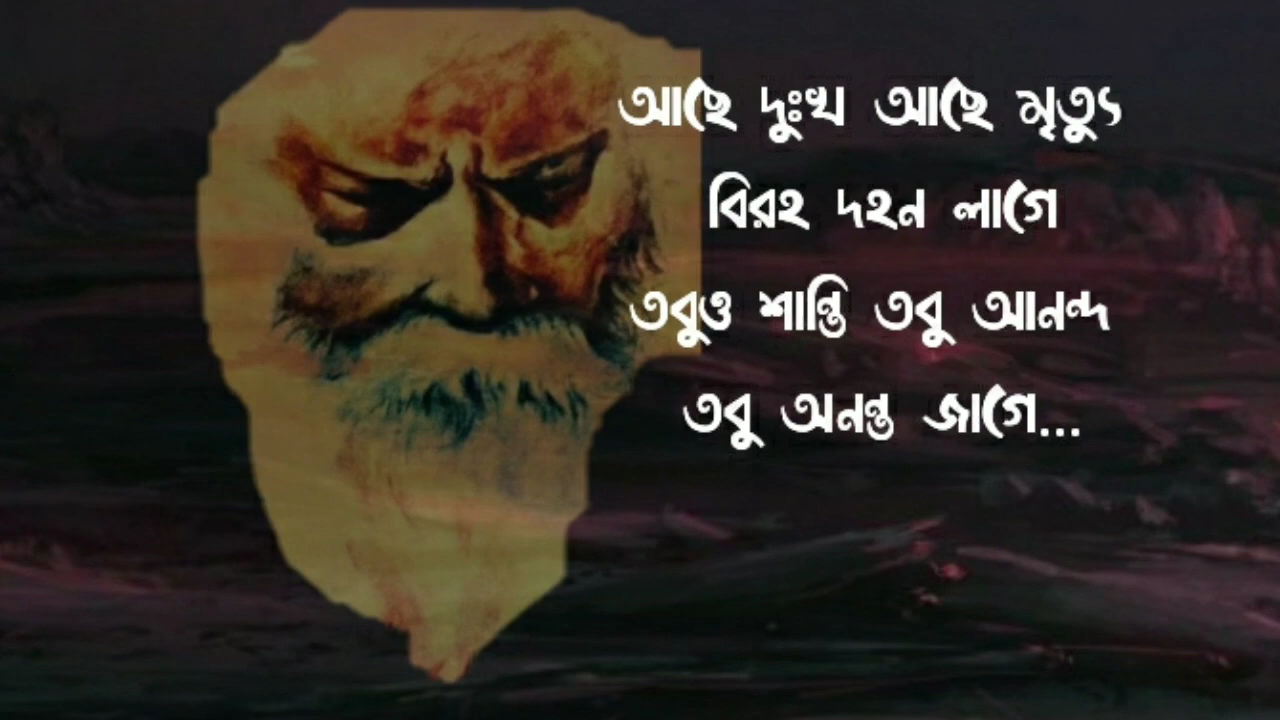 আছে দুঃখ আছে মৃত্যু
বিরহ দহন লাগে
তবুও শান্তি তবু আনন্দ
তবু অনন্ত জাগে...